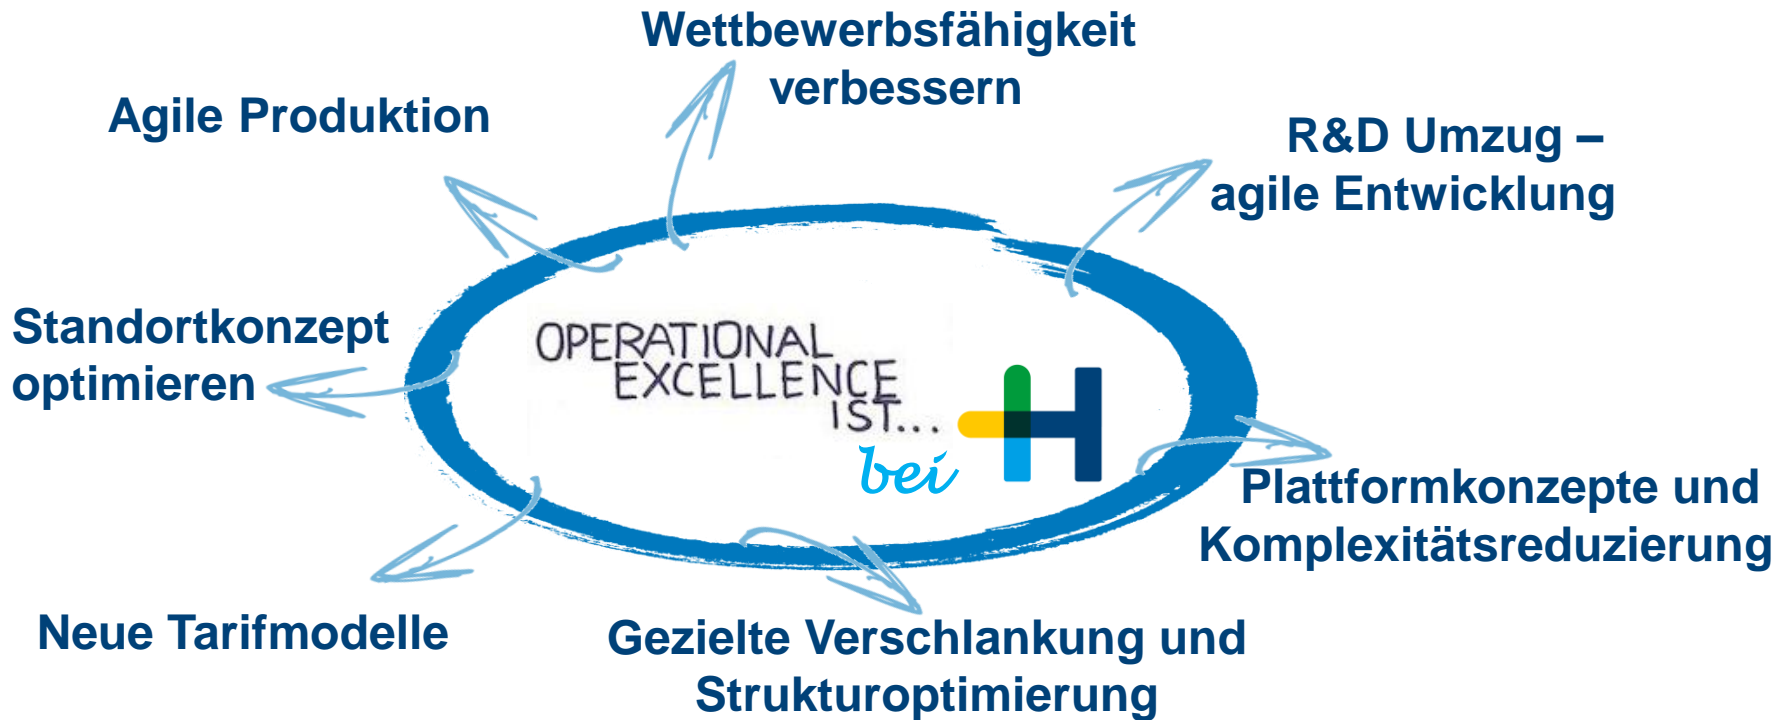 Wettbewerbsfähigkeit
verbessern
Agile Produktion
R&D Umzug –
agile Entwicklung
Standortkonzept
optimieren
OPERATIONAL
EXCELLENCE
IST...
bei H
Plattformkonzepte und
Komplexitätsreduzierung
Neue Tarifmodelle
Gezielte Verschlankung und
Strukturoptimierung